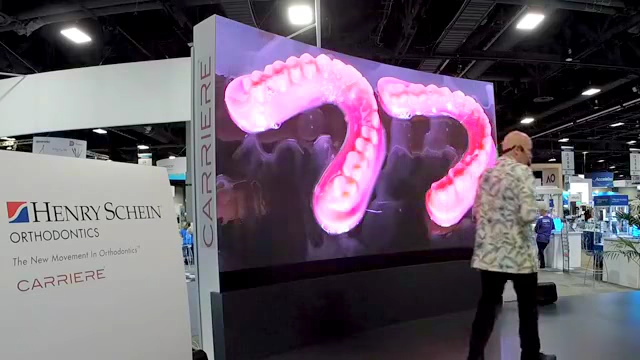 HENRY SCHEIN®
ORTHODONTICS
The New Movement In Orthodontics™
CARRIERE
CARRIERE
AO